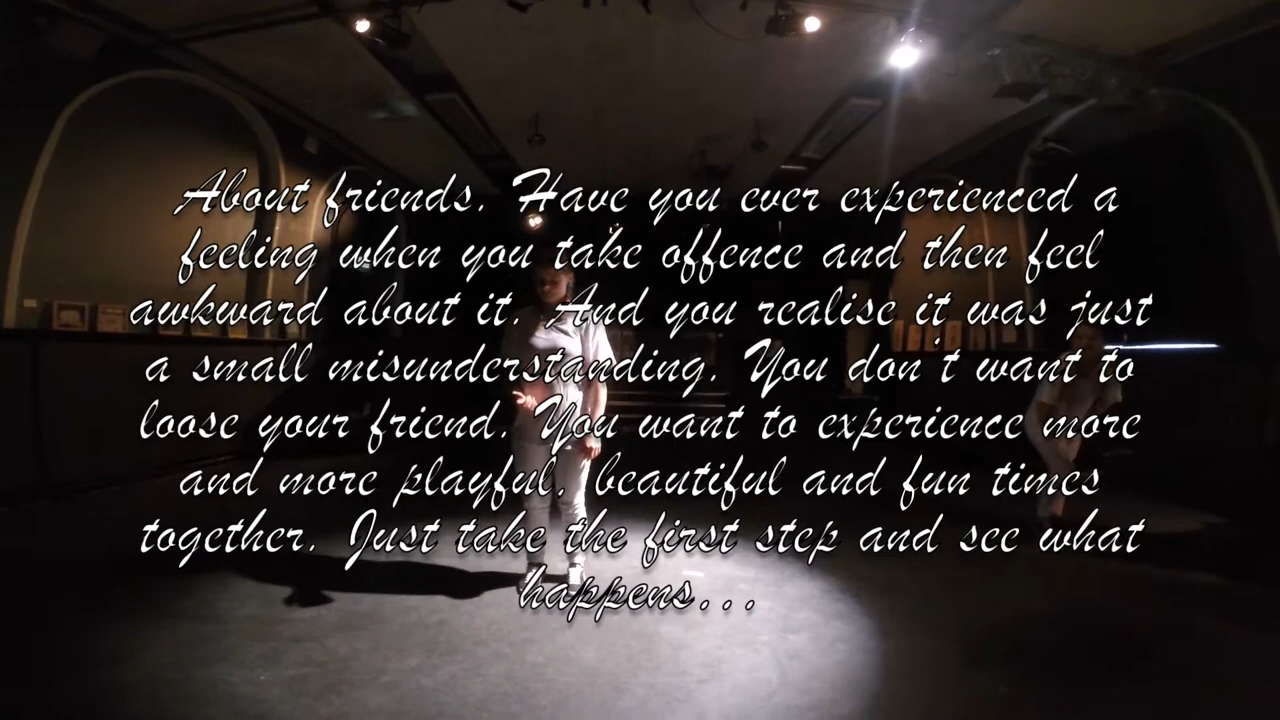 About friends. Have you ever experienced a
feeling when you take offence and then feel
awkward about it. And you realise it was just
a small misunderstanding. You don't want to
loose your friend. You want to experience more
and more playful, beautiful and fun times
together. Just take the first step and see what
happens...